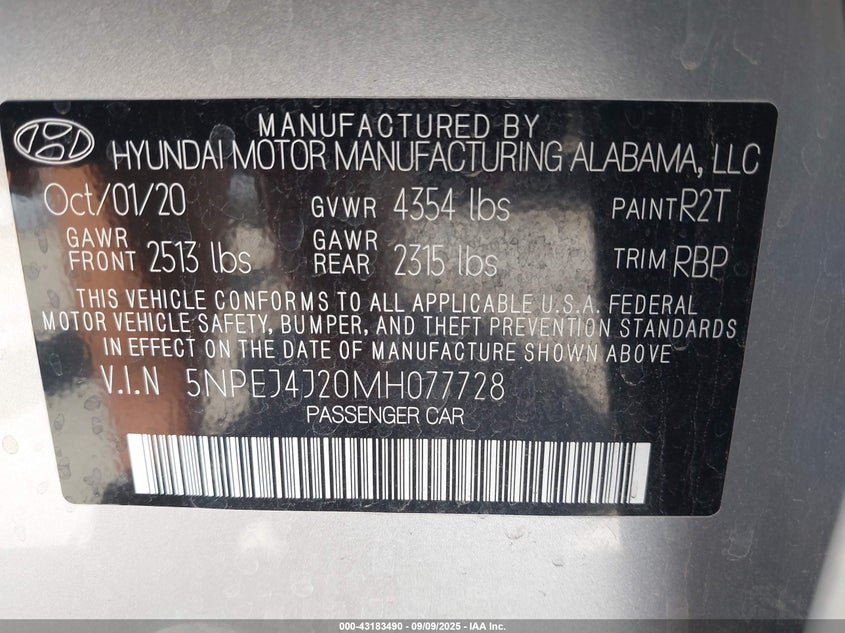 MANUFACTURED BY
HYUNDAI MOTOR MANUFACTURING ALABAMA, LLC
Oct/01/20 GVWR 4354 lbs PAINT R2T
GAWR FRONT 2513 lbs GAWR REAR 2315 lbs TRIM RBP
THIS VEHICLE CONFORMS TO ALL APPLICABLE U.S.A. FEDERAL
MOTOR VEHICLE SAFETY, BUMPER, AND THEFT PREVENTION STANDARDS
IN EFFECT ON THE DATE OF MANUFACTURE SHOWN ABOVE
V.I.N 5NPEJ4J20MH077728
PASSENGER CAR
000-43183490 - 09/09/2025 - IAA Inc.